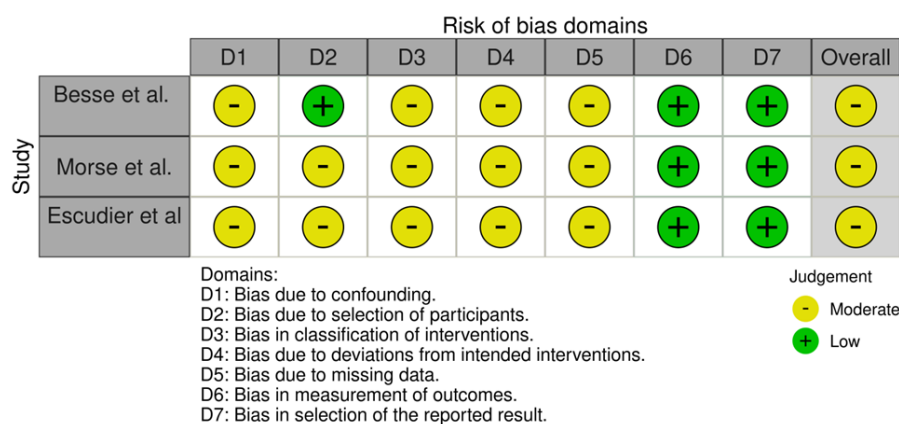 Risk of bias domains
D1 D2 D3 D4 D5 D6 D7 Overall
Study
Besse et al. - + - - - + + -
Morse et al. - - - - - + + -
Escudier et al - - - - - + + -
Domains:
D1: Bias due to confounding.
D2: Bias due to selection of participants.
D3: Bias in classification of interventions.
D4: Bias due to deviations from intended interventions.
D5: Bias due to missing data.
D6: Bias in measurement of outcomes.
D7: Bias in selection of the reported result.
Judgement
- Moderate
+ Low